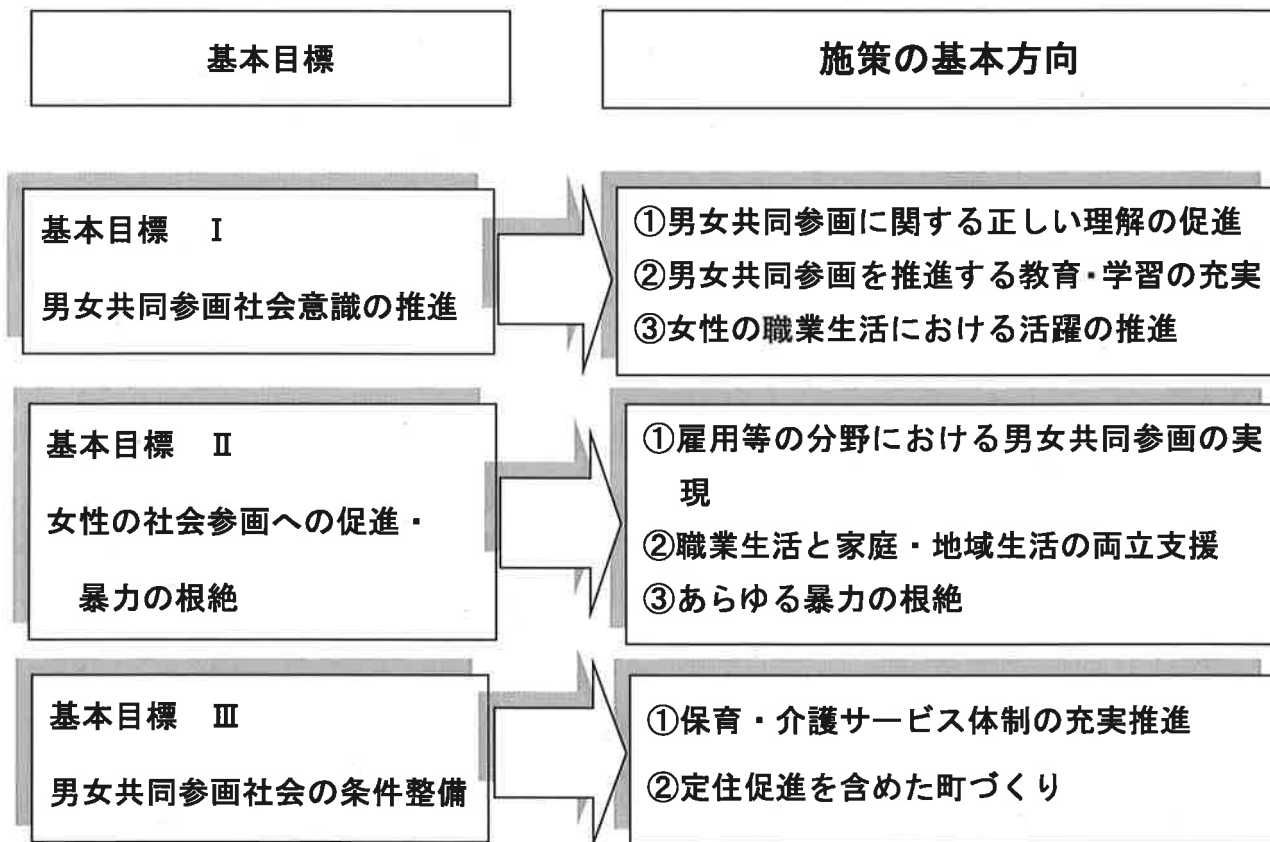 基本目標
施策の基本方向
基本目標　Ⅰ
男女共同参画社会意識の推進
①男女共同参画に関する正しい理解の促進
②男女共同参画を推進する教育・学習の充実
③女性の職業生活における活躍の推進
基本目標　Ⅱ
女性の社会参画への促進・
暴力の根絶
①雇用等の分野における男女共同参画の実
現
②職業生活と家庭・地域生活の両立支援
③あらゆる暴力の根絶
基本目標　Ⅲ
男女共同参画社会の条件整備
①保育・介護サービス体制の充実推進
②定住促進を含めた町づくり